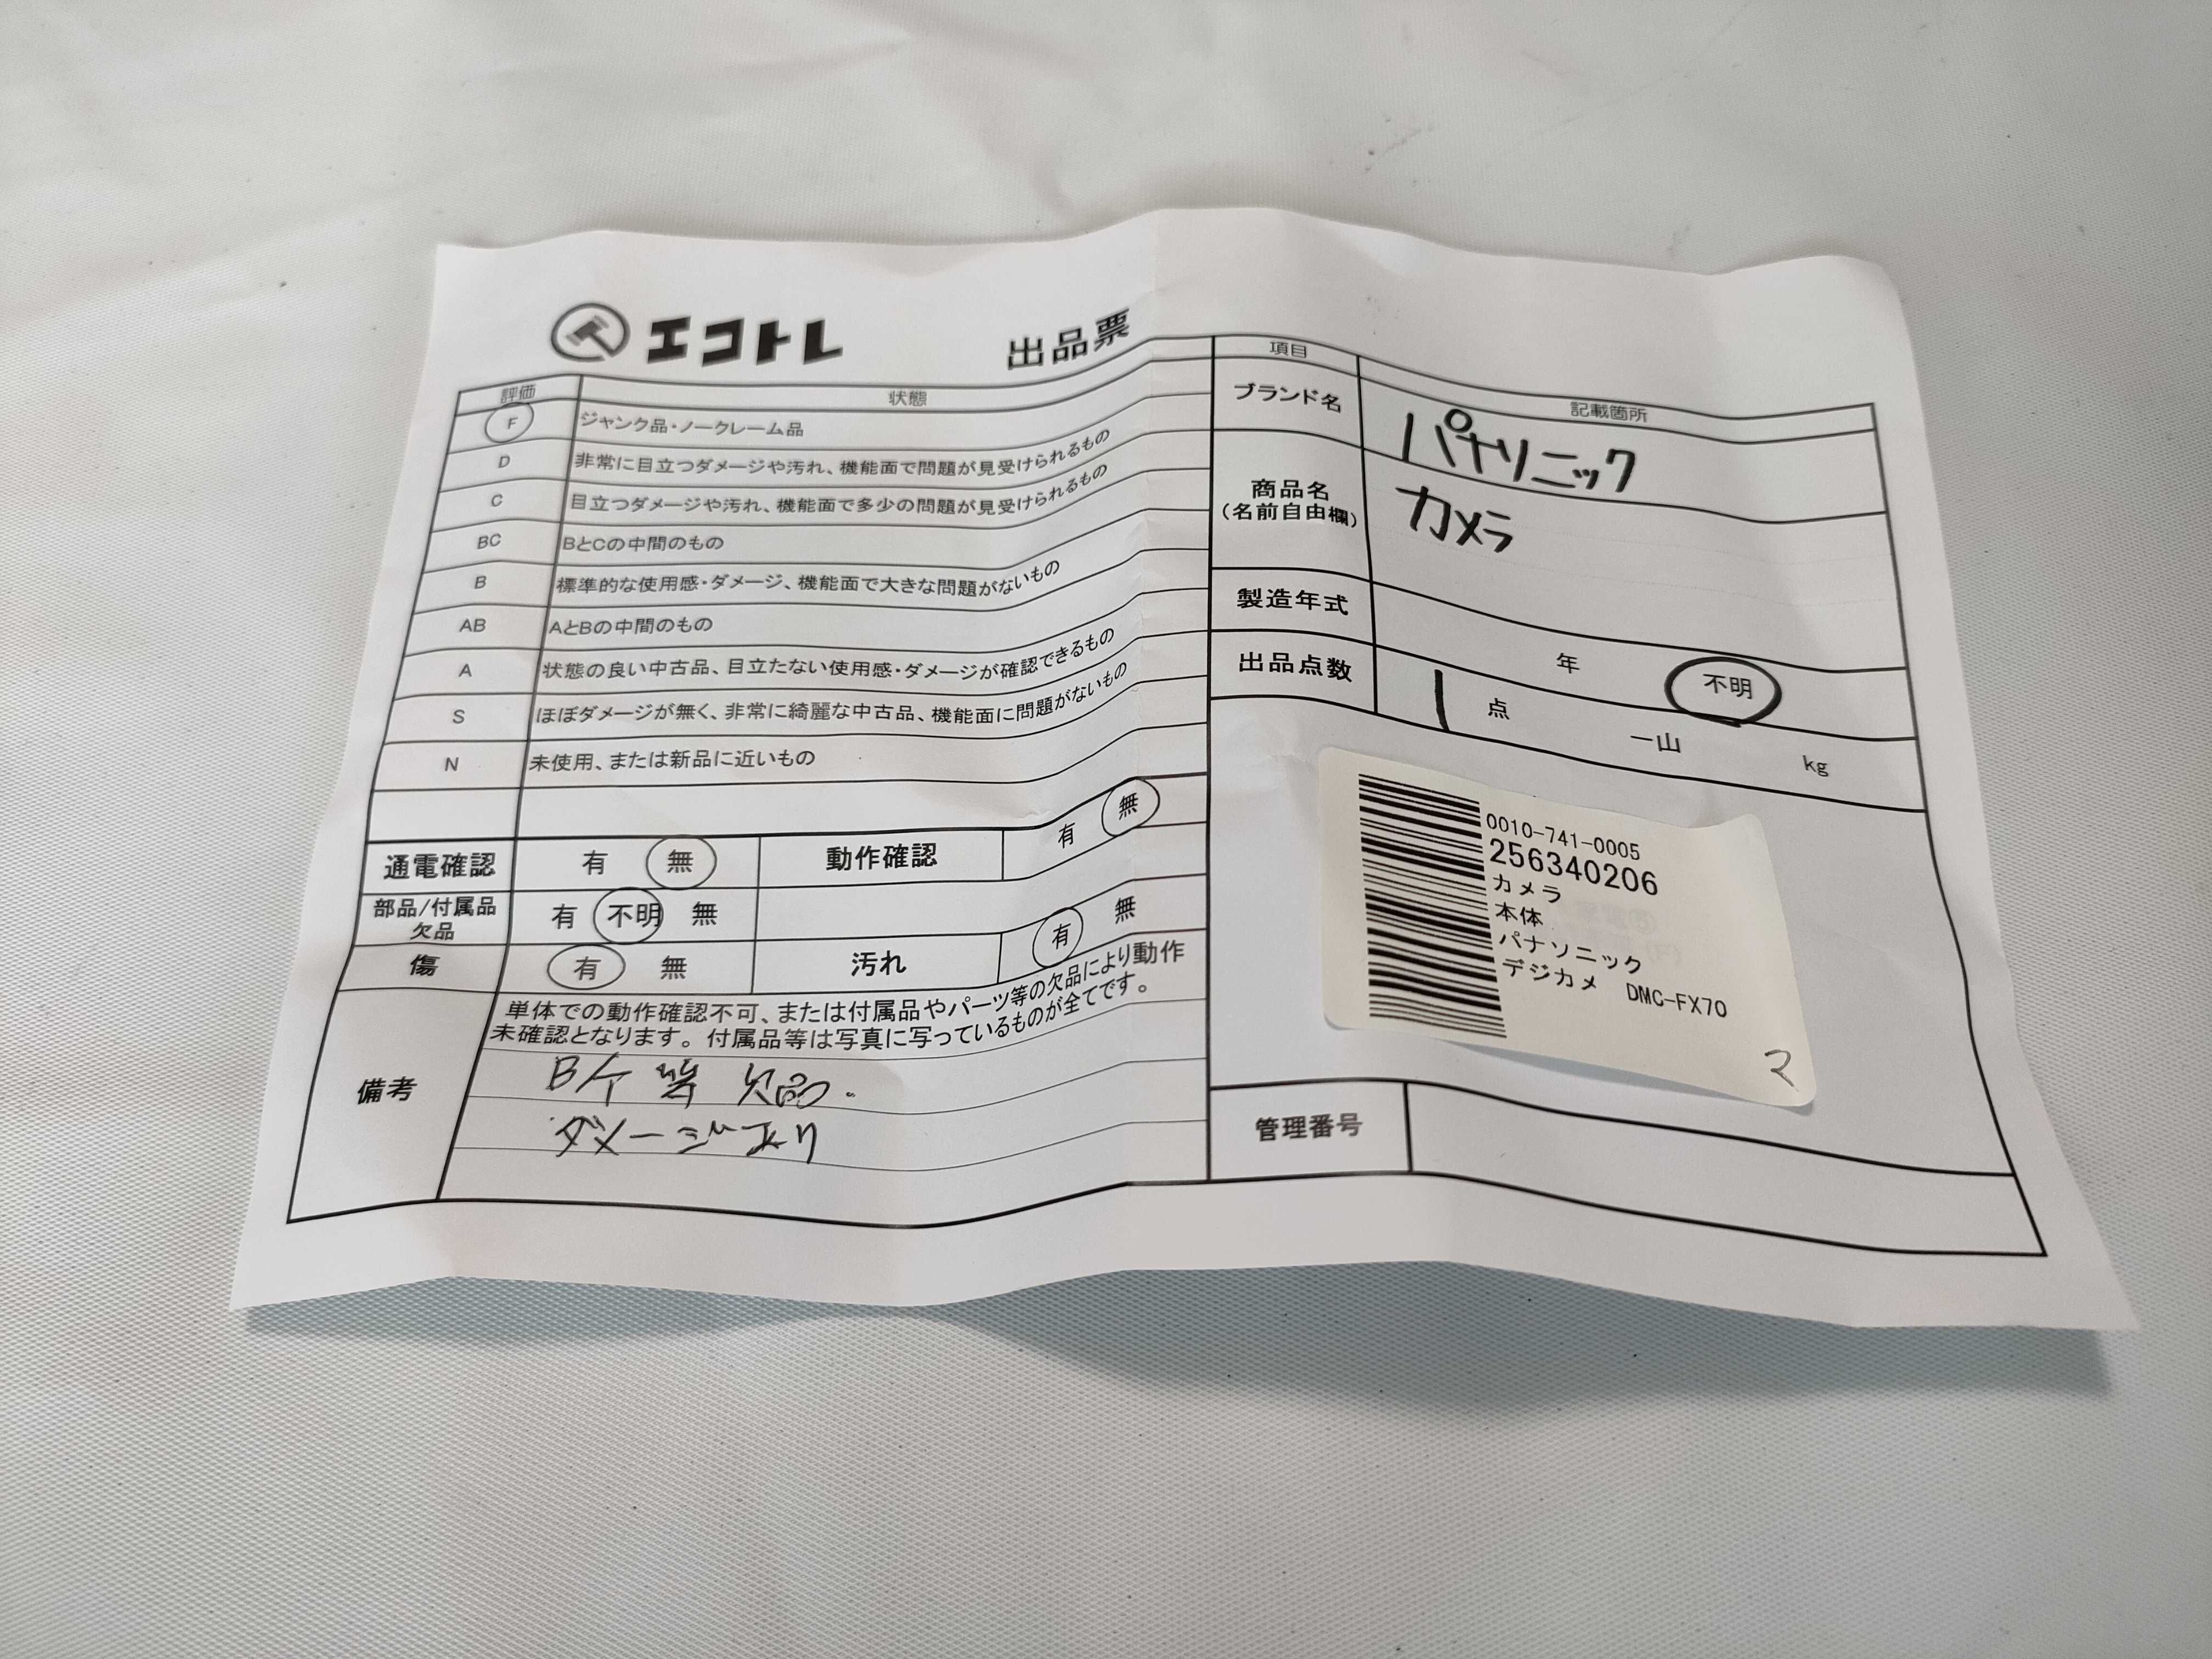 エコトレ
出品票
評価 状態
F ジャンク品・ノークレーム品
D 非常に目立つダメージや汚れ、機能面で問題が見受けられるもの
C 目立つダメージや汚れ、機能面で多少の問題が見受けられるもの
BC BとCの中間のもの
B 標準的な使用感・ダメージ、機能面で大きな問題がないもの
AB AとBの中間のもの
A 状態の良い中古品、目立たない使用感・ダメージが確認できるもの
S ほぼダメージが無く、非常に綺麗な中古品、機能面に問題がないもの
N 未使用、または新品に近いもの
通電確認 有 無 動作確認 有 無
部品/付属品
欠品 有 不明 無
傷 有 無 汚れ 有 無
備考
単体での動作確認不可、または付属品やパーツ等の欠品により動作
未確認となります。付属品等は写真に写っているものが全てです。
B/T 等 欠品.
ダメージあり
項目 記載箇所
ブランド名 パナソニック
商品名
(名前自由欄)
カメラ
製造年式 年 不明
出品点数 1 点 一山 kg
0010-741-0005
256340206
カメラ
本体
パナソニック
デジカメ DMC-FX70
マ
管理番号